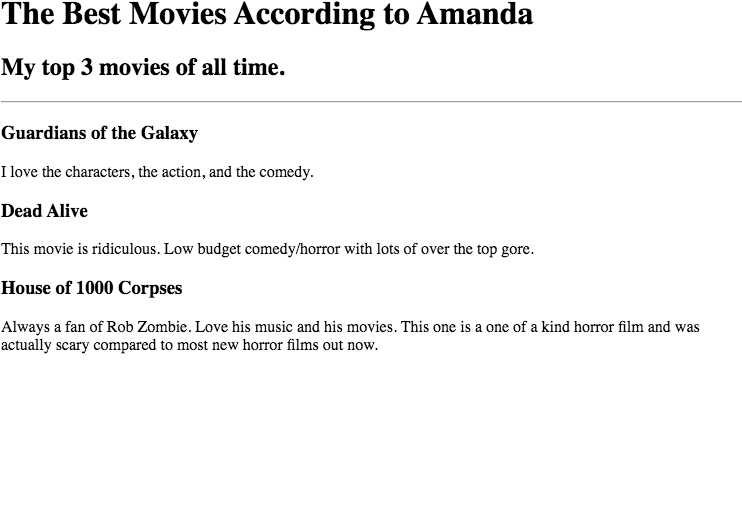 The Best Movies According to Amanda
My top 3 movies of all time.
Guardians of the Galaxy
I love the characters, the action, and the comedy.
Dead Alive
This movie is ridiculous. Low budget comedy/horror with lots of over the top gore.
House of 1000 Corpses
Always a fan of Rob Zombie. Love his music and his movies. This one is a one of a kind horror film and was
actually scary compared to most new horror films out now.